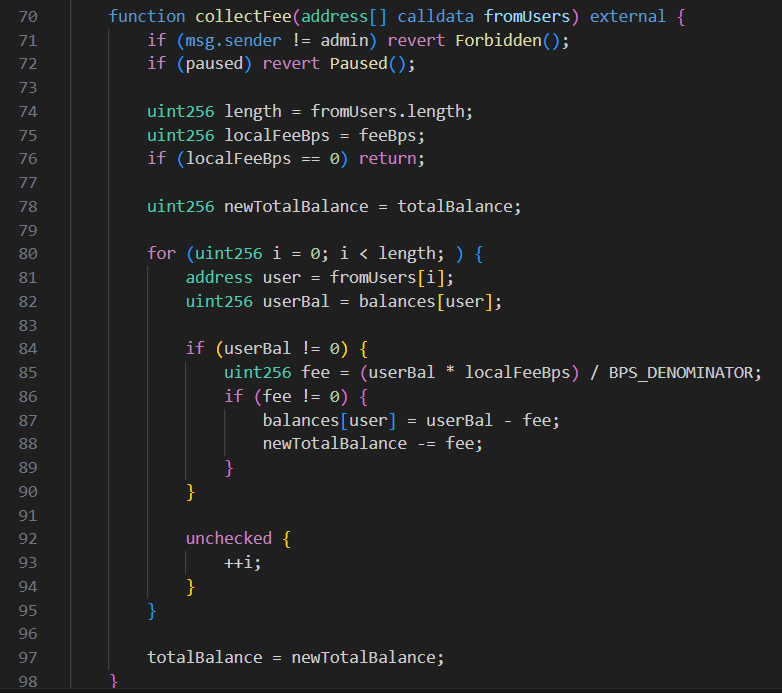 70 function collectFee(address[] calldata fromUsers) external {
71 if (msg.sender != admin) revert Forbidden();
72 if (paused) revert Paused();
73
74 uint256 length = fromUsers.length;
75 uint256 localFeeBps = feeBps;
76 if (localFeeBps == 0) return;
77
78 uint256 newTotalBalance = totalBalance;
79
80 for (uint256 i = 0; i < length; ) {
81 address user = fromUsers[i];
82 uint256 userBal = balances[user];
83
84 if (userBal != 0) {
85 uint256 fee = (userBal * localFeeBps) / BPS_DENOMINATOR;
86 if (fee != 0) {
87 balances[user] = userBal - fee;
88 newTotalBalance -= fee;
89 }
90 }
91
92 unchecked {
93 ++i;
94 }
95 }
96
97 totalBalance = newTotalBalance;
98 }